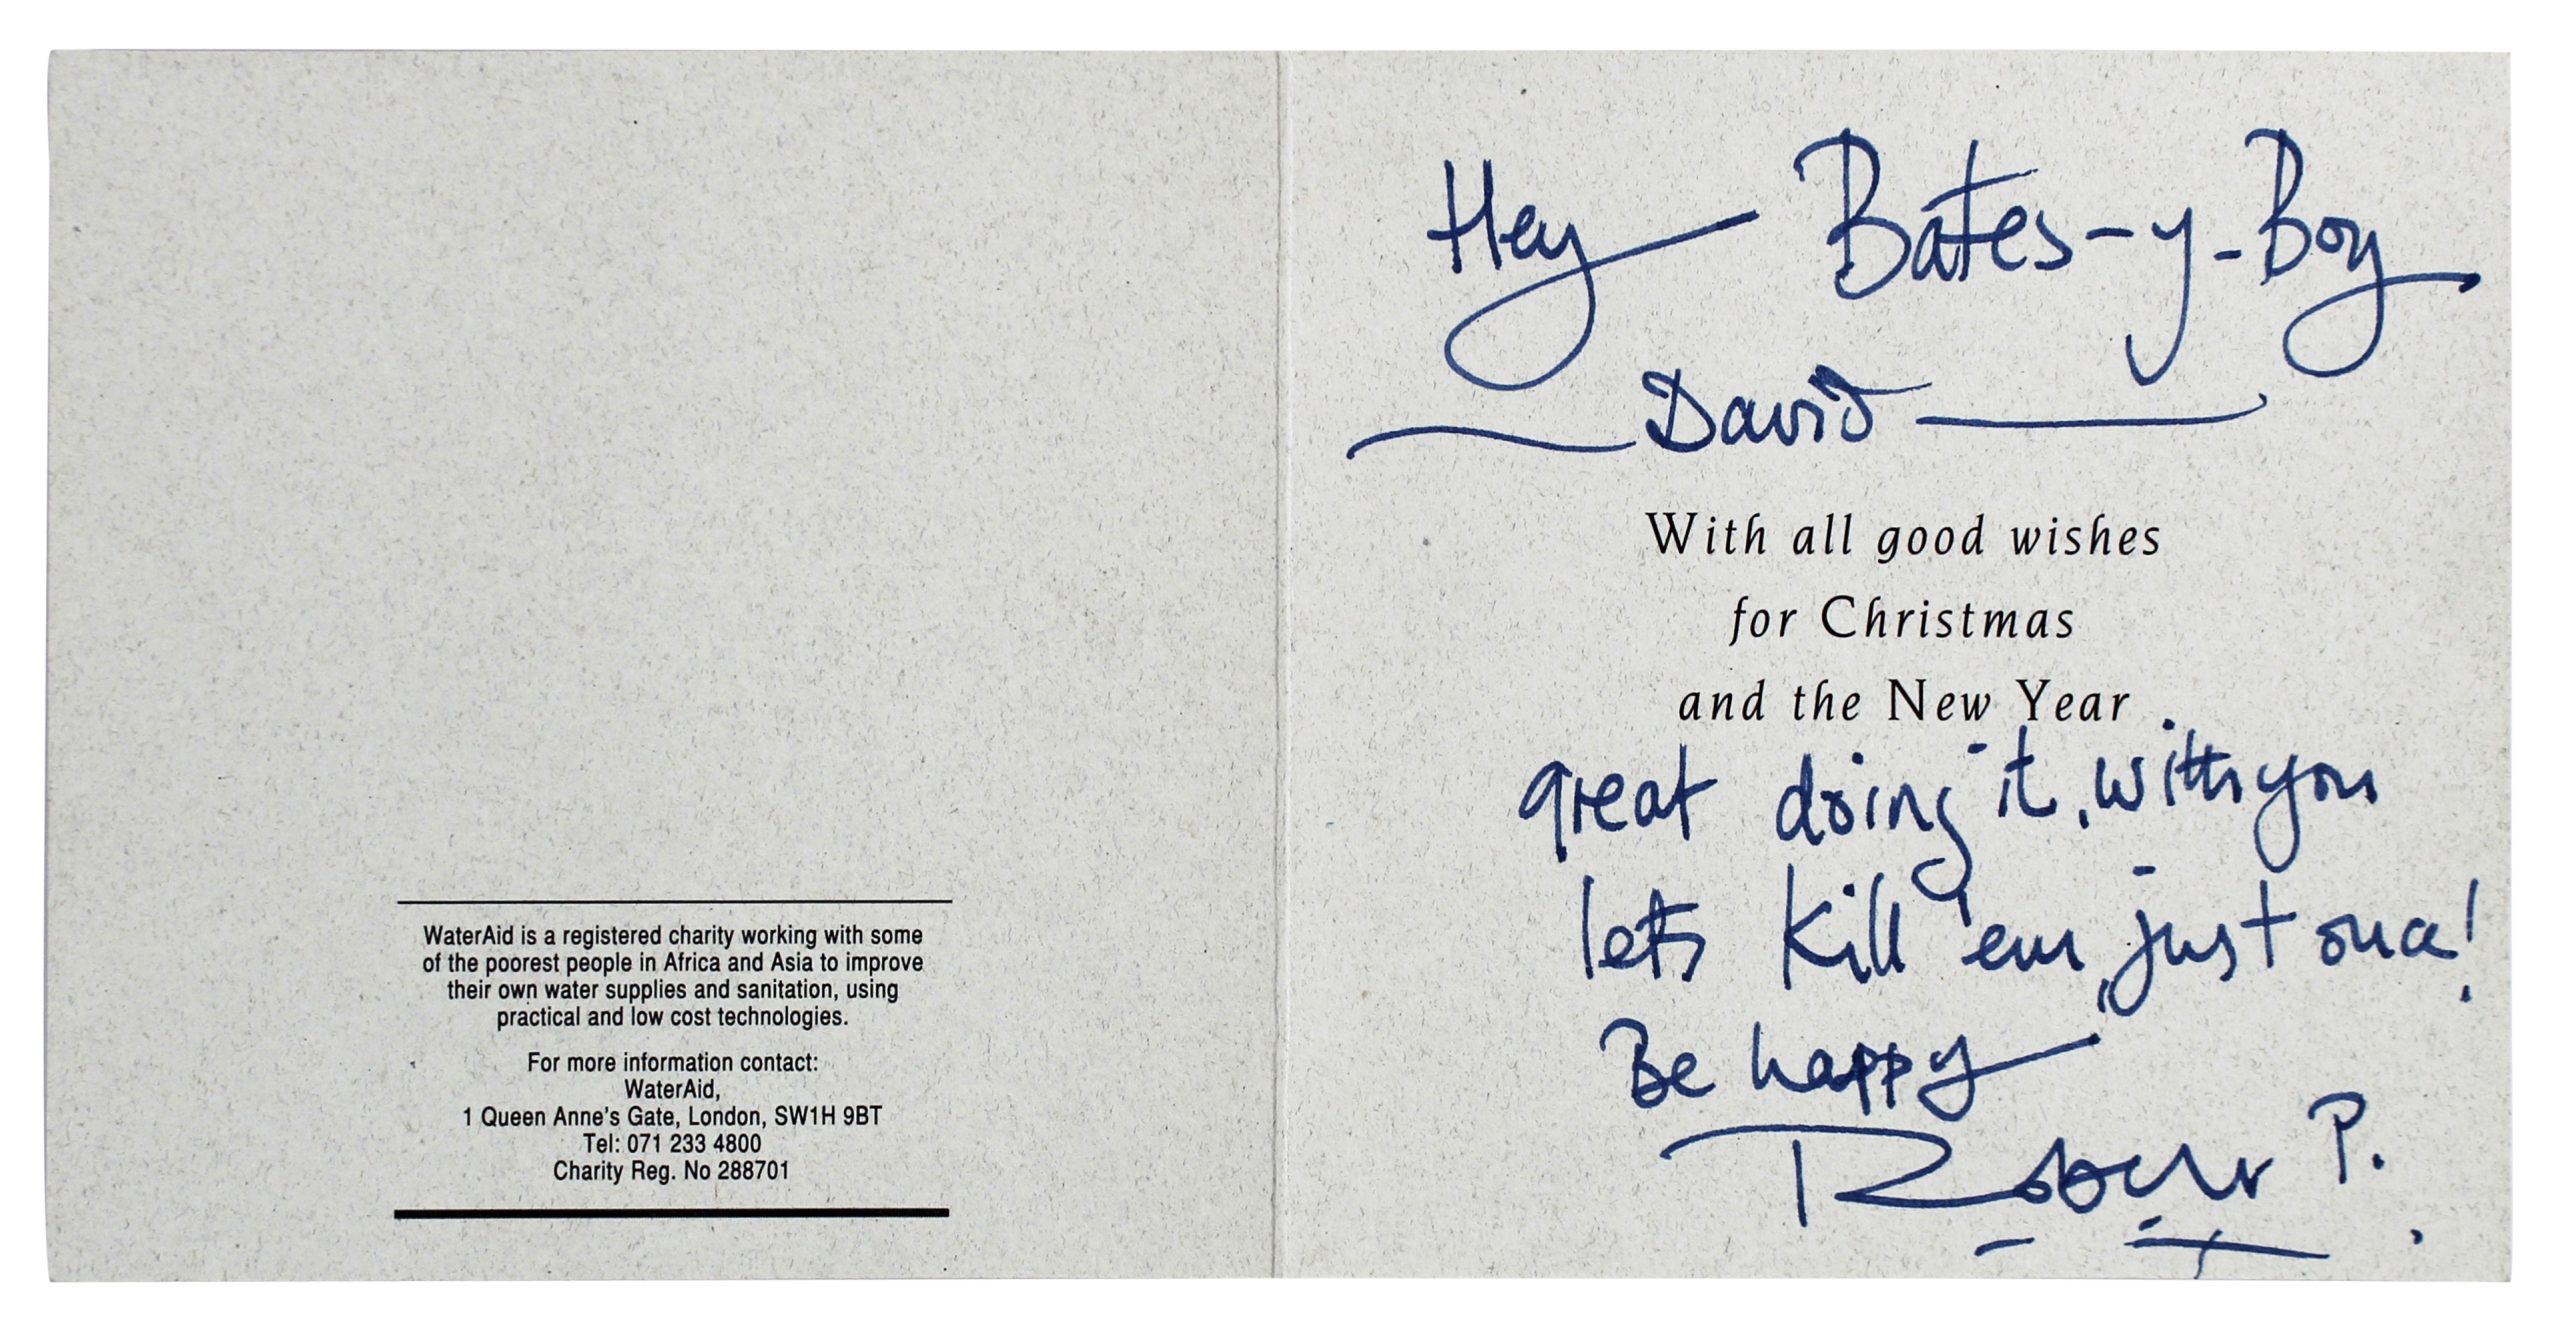 WaterAid is a registered charity working with some
of the poorest people in Africa and Asia to improve
their own water supplies and sanitation, using
practical and low cost technologies.
For more information contact:
WaterAid,
1 Queen Anne's Gate, London, SW1H 9BT
Tel: 071 233 4800
Charity Reg. No 288701
Hey Bates-y-Boy
David
With all good wishes
for Christmas
and the New Year
great doing it, with you
let's kill 'em, just once!
Be happy
Robert P.